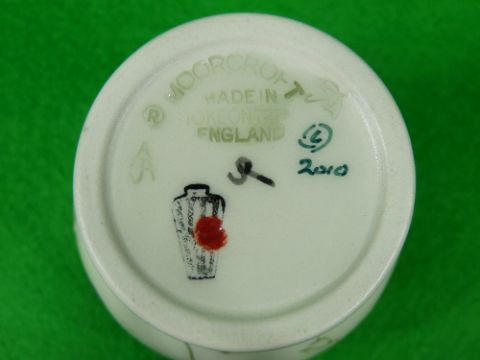 ® MOORCROFT
MADE IN
STOKE ON TRENT
ENGLAND
2010